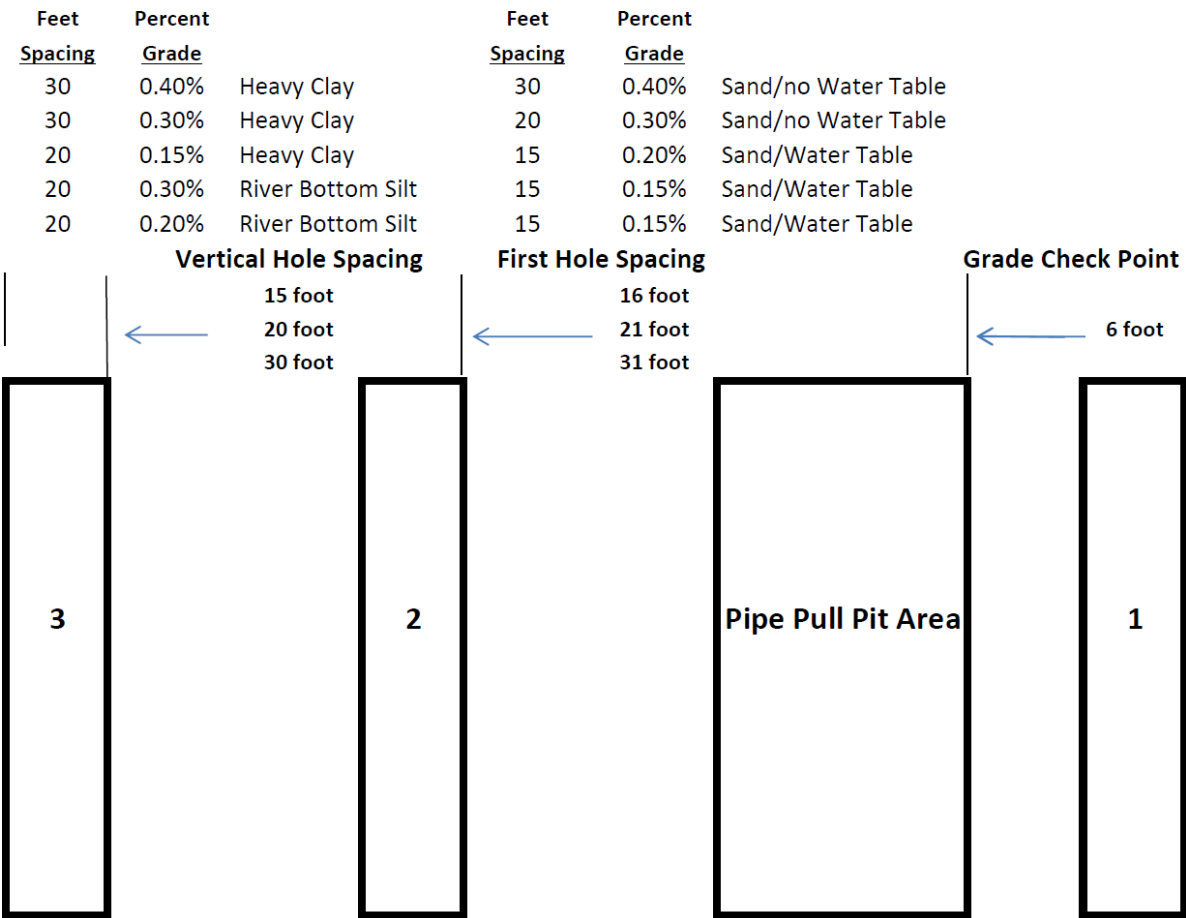 Feet Percent Feet Percent
Spacing Grade Spacing Grade
30 0.40% Heavy Clay 30 0.40% Sand/no Water Table
30 0.30% Heavy Clay 20 0.30% Sand/no Water Table
20 0.15% Heavy Clay 15 0.20% Sand/Water Table
20 0.30% River Bottom Silt 15 0.15% Sand/Water Table
20 0.20% River Bottom Silt 15 0.15% Sand/Water Table
Vertical Hole Spacing First Hole Spacing Grade Check Point
15 foot 16 foot
20 foot 21 foot 6 foot
30 foot 31 foot
3 2 Pipe Pull Pit Area 1